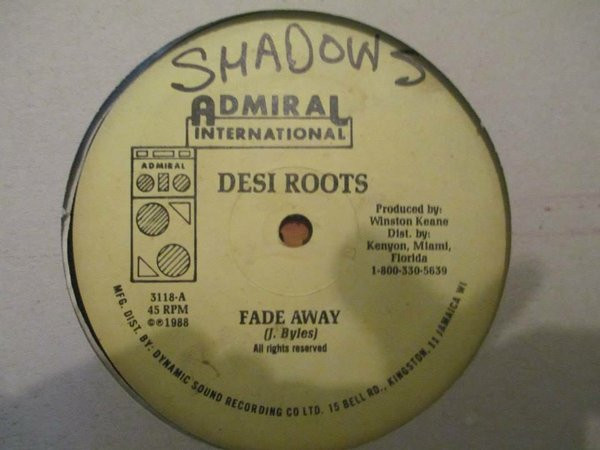 SHADOWS
ADMIRAL
INTERNATIONAL
ADMIRAL
DESI ROOTS
Produced by:
Winston Keane
Dist. by:
Kenyon, Miami,
Florida
1-800-330-5639
3118-A
45 RPM
©℗1988
FADE AWAY
(J. Byles)
All rights reserved
MFG. DIST. BY: DYNAMIC SOUND RECORDING CO LTD. 15 BELL RD., KINGSTON, 11 JAMAICA WI